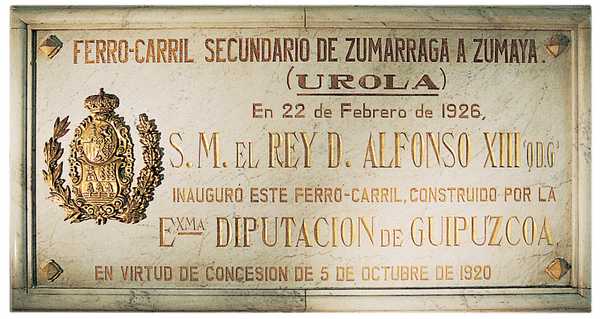 FERRO-CARRIL SECUNDARIO DE ZUMARRAGA A ZUMAYA.
(UROLA)
En 22 de Febrero de 1926,
S. M. EL REY D. ALFONSO XIII "Q.D.G."
INAUGURÓ ESTE FERRO-CARRIL, CONSTRUIDO POR LA
EXMA DIPUTACION DE GUIPUZCOA,
EN VIRTUD DE CONCESION DE 5 DE OCTUBRE DE 1920